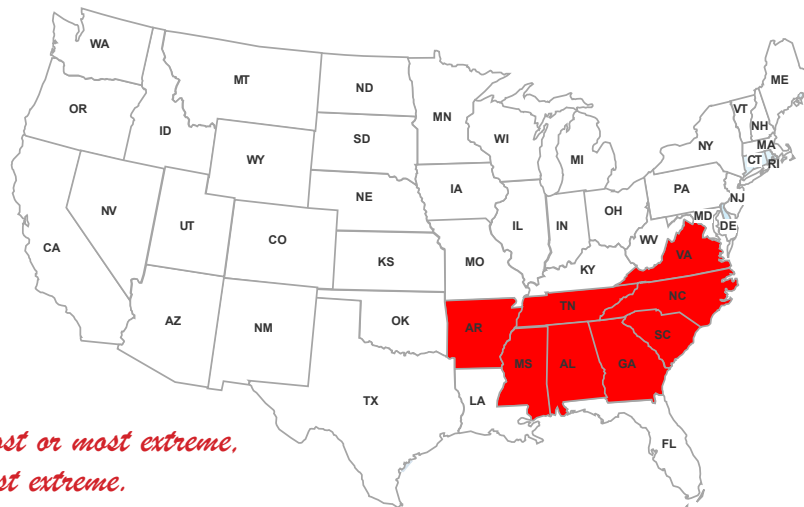 WA
MT
ND
MN
ME
OR
ID
SD
WI
VT
NH
NY
MA
CT
RI
WY
MI
IA
PA
NE
NJ
NV
OH
IL
IN
MD
DE
UT
CO
WV
CA
VA
KS
MO
KY
NC
TN
AZ
OK
NM
AR
SC
MS
AL
GA
TX
LA
FL
ost or most extreme,
st extreme.